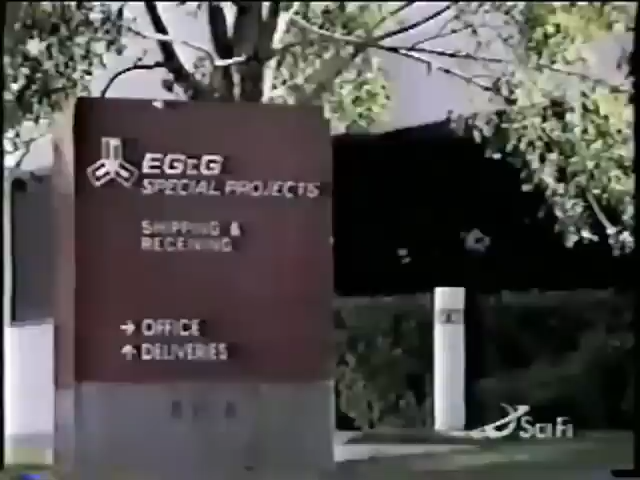 EG&G
SPECIAL PROJECTS
SHIPPING &
RECEIVING
→ OFFICE
↑ DELIVERIES
SciFi